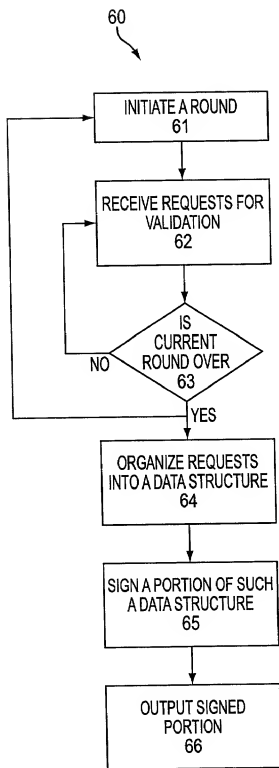 60
INITIATE A ROUND
61
RECEIVE REQUESTS FOR
VALIDATION
62
IS
CURRENT
ROUND OVER
63
NO
YES
ORGANIZE REQUESTS
INTO A DATA STRUCTURE
64
SIGN A PORTION OF SUCH
A DATA STRUCTURE
65
OUTPUT SIGNED
PORTION
66